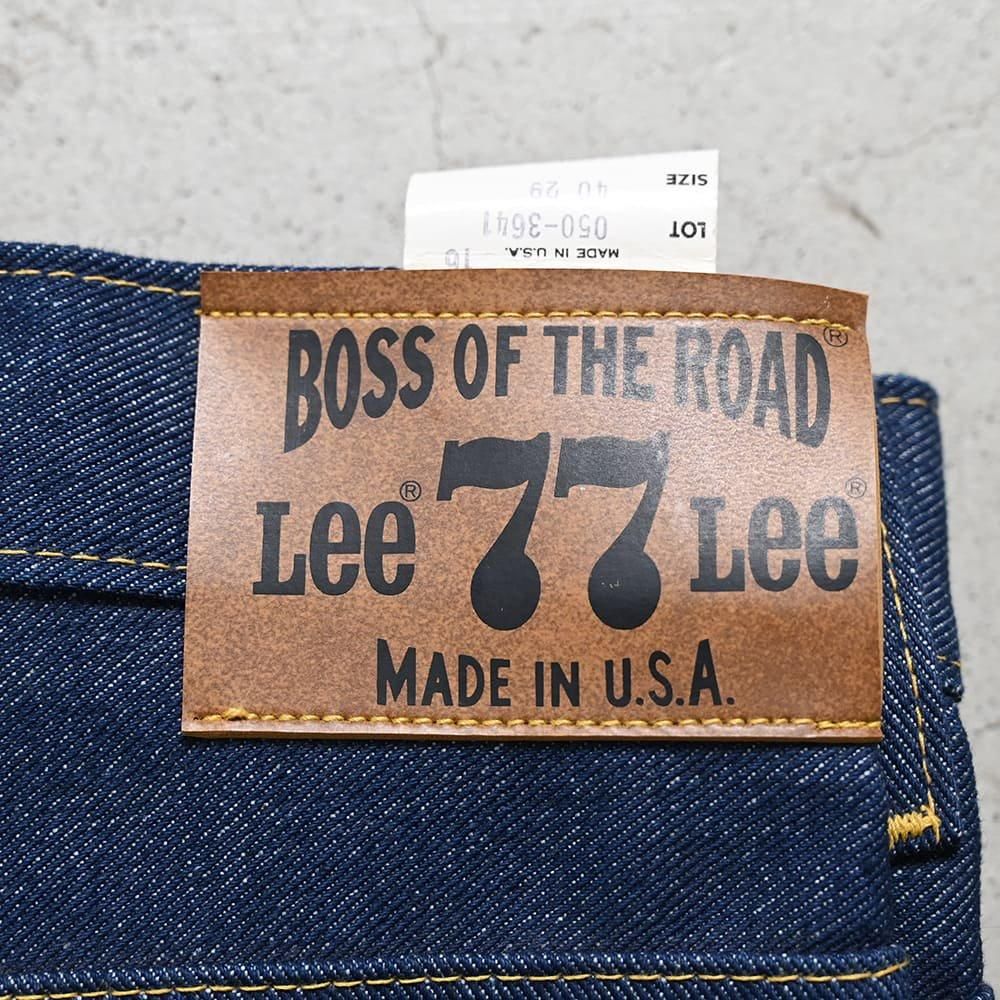 SIZE 40 29
LOT 050-3641
MADE IN U.S.A.
BOSS OF THE ROAD®
Lee® 77 Lee®
MADE IN U.S.A.